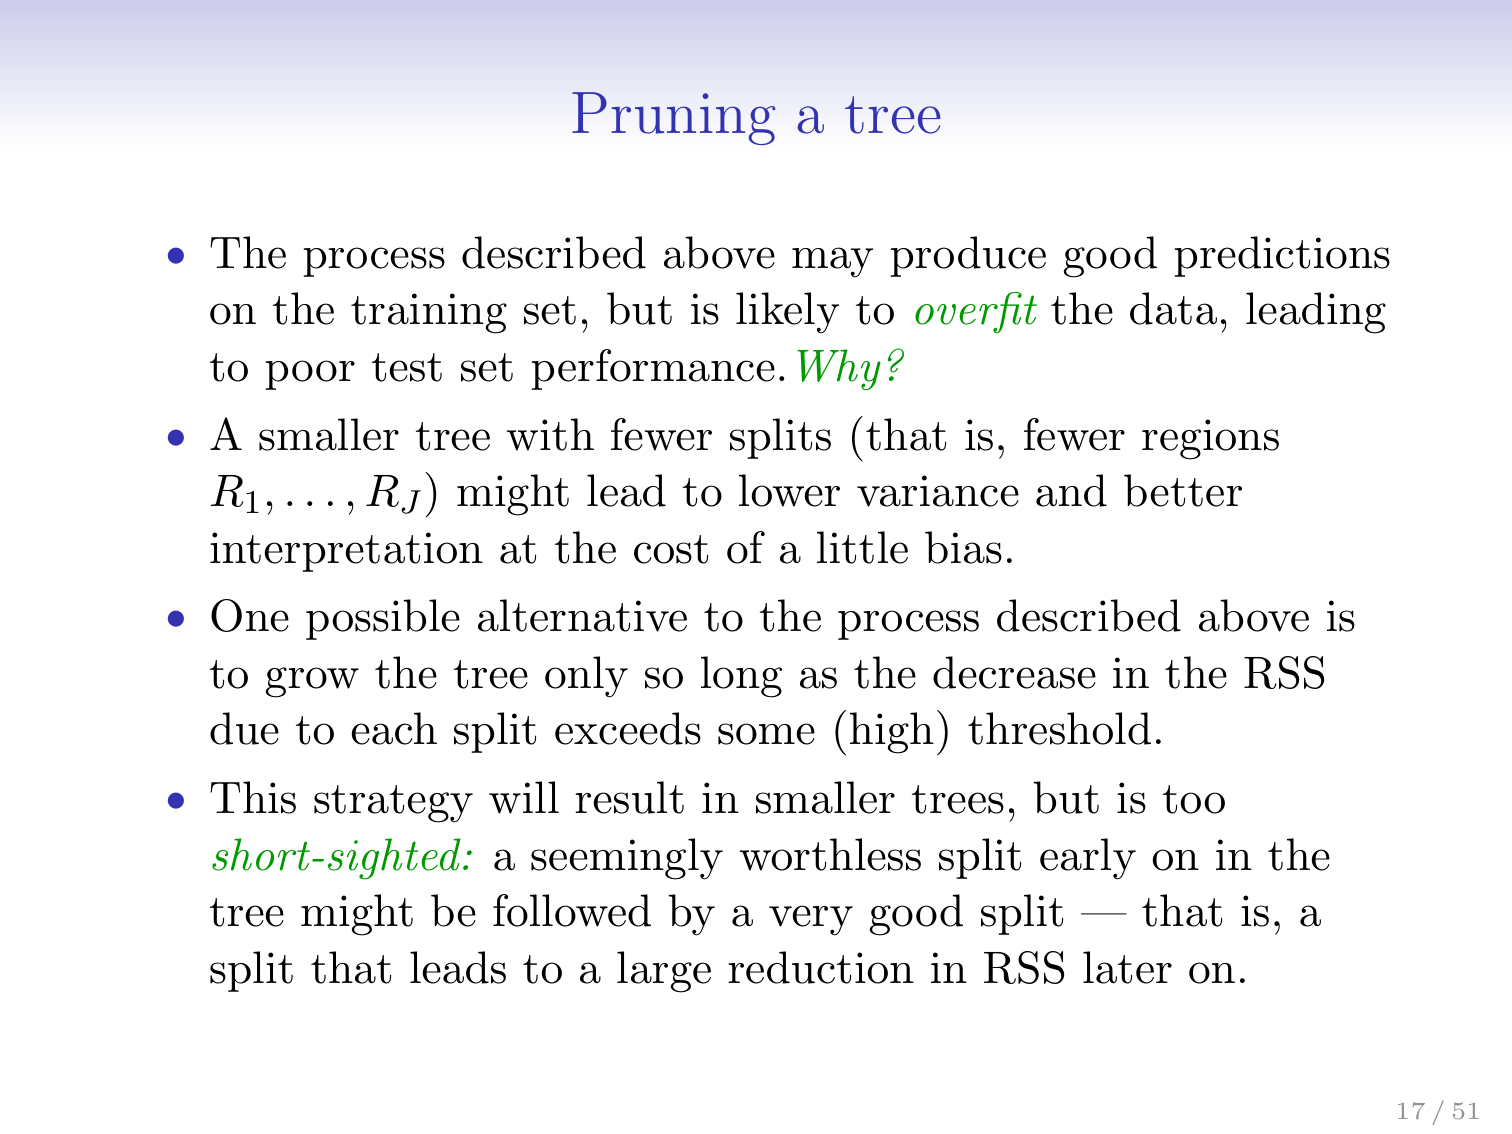 Pruning a tree
• The process described above may produce good predictions
on the training set, but is likely to overfit the data, leading
to poor test set performance. Why?
• A smaller tree with fewer splits (that is, fewer regions
R₁, . . . , R_J) might lead to lower variance and better
interpretation at the cost of a little bias.
• One possible alternative to the process described above is
to grow the tree only so long as the decrease in the RSS
due to each split exceeds some (high) threshold.
• This strategy will result in smaller trees, but is too
short-sighted: a seemingly worthless split early on in the
tree might be followed by a very good split — that is, a
split that leads to a large reduction in RSS later on.
17 / 51